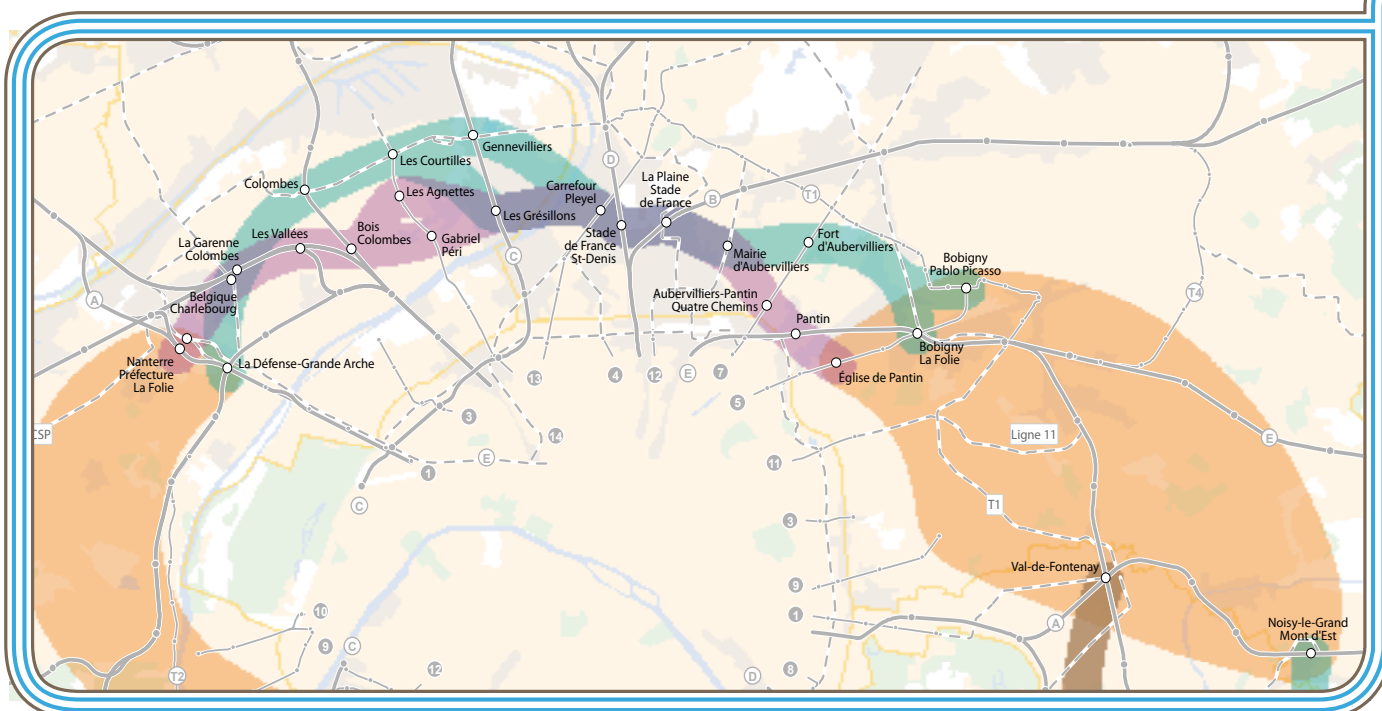 Gennevilliers
D
Les Courtilles
La Plaine
Stade
de France
Colombes
Les Agnettes
Carrefour
Pleyel
B
T1
Les Grésillons
La Garenne
Colombes
Les Vallées
Bois
Colombes
Gabriel
Péri
Stade
de France
St-Denis
Mairie
d'Aubervilliers
Fort
d'Aubervilliers
C
Bobigny
Pablo Picasso
A
Belgique
Charlebourg
Aubervilliers-Pantin
Quatre Chemins
T4
Pantin
Nanterre
Préfecture
La Folie
La Défense-Grande Arche
Bobigny
La Folie
Église de Pantin
13
4
12
E
7
5
3
14
CSP
Ligne 11
E
E
1
11
C
T1
3
Val-de-Fontenay
9
10
1
A
Noisy-le-Grand
Mont d'Est
9
C
T2
12
D
8